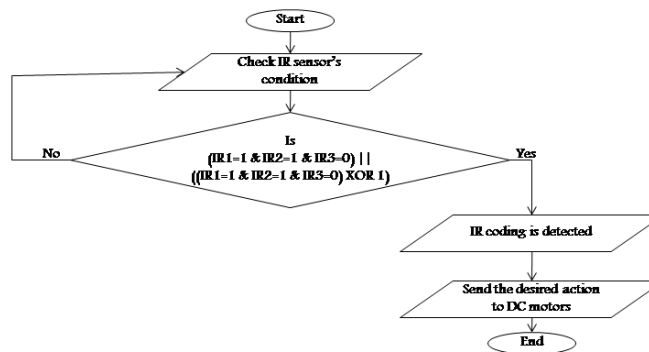 Start
Check IR sensor's
condition
Is
(IR1=1 & IR2=1 & IR3=0) ||
((IR1=1 & IR2=1 & IR3=0) XOR 1)
No
Yes
IR coding is detected
Send the desired action
to DC motors
End